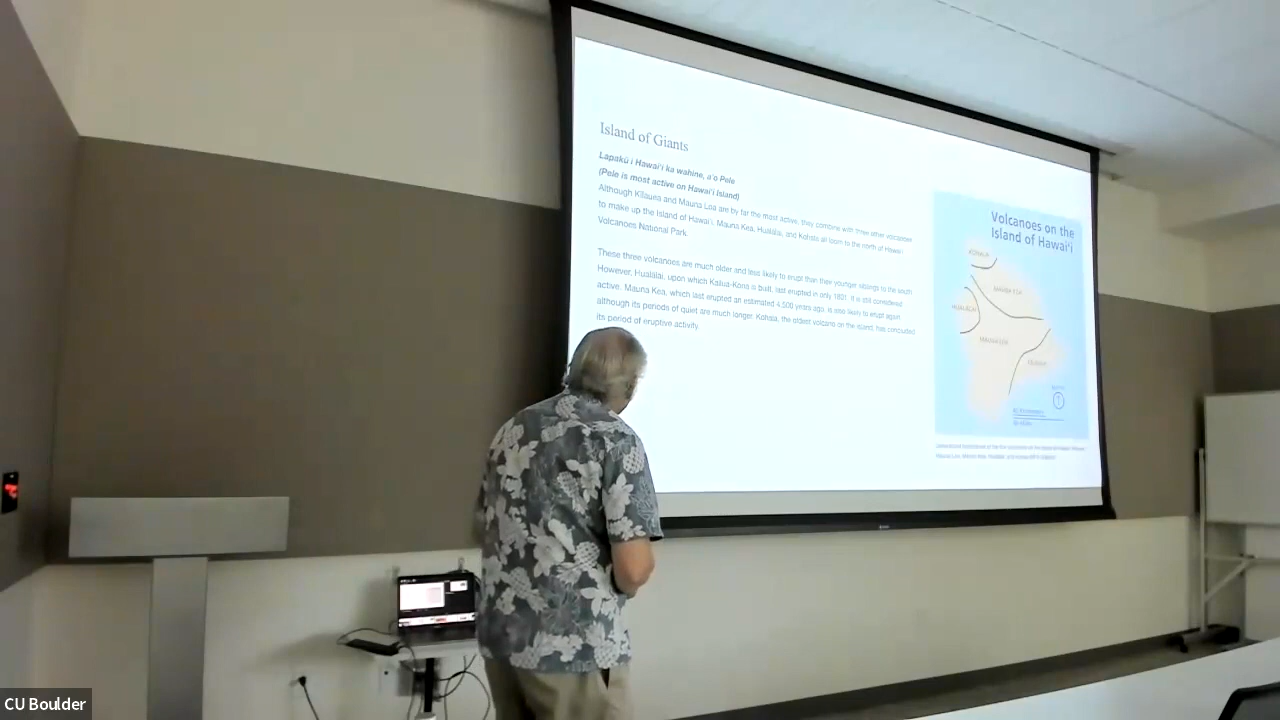 Island of Giants
Lapakū i Hawai'i ka wahine, a'o Pele
(Pele is most active on Hawai'i Island)
Although Kīlauea and Mauna Loa are by far the most active, they combine with three other volcanoes
to make up the Island of Hawai'i. Mauna Kea, Hualālai, and Kohala all loom to the north of Hawai'i
Volcanoes National Park.
These three volcanoes are much older and less likely to erupt than their younger siblings to the south.
However, Hualālai, upon which Kailua-Kona is built, last erupted in only 1801. It is still considered
active. Mauna Kea, which last erupted an estimated 4,500 years ago, is also likely to erupt again
although its periods of quiet are much longer. Kohala, the oldest volcano on the island, has concluded
its period of eruptive activity.
Volcanoes on the
Island of Hawai'i
KOHALA
MAUNA KEA
HUALĀLAI
MAUNA LOA
KĪLAUEA
CU Boulder